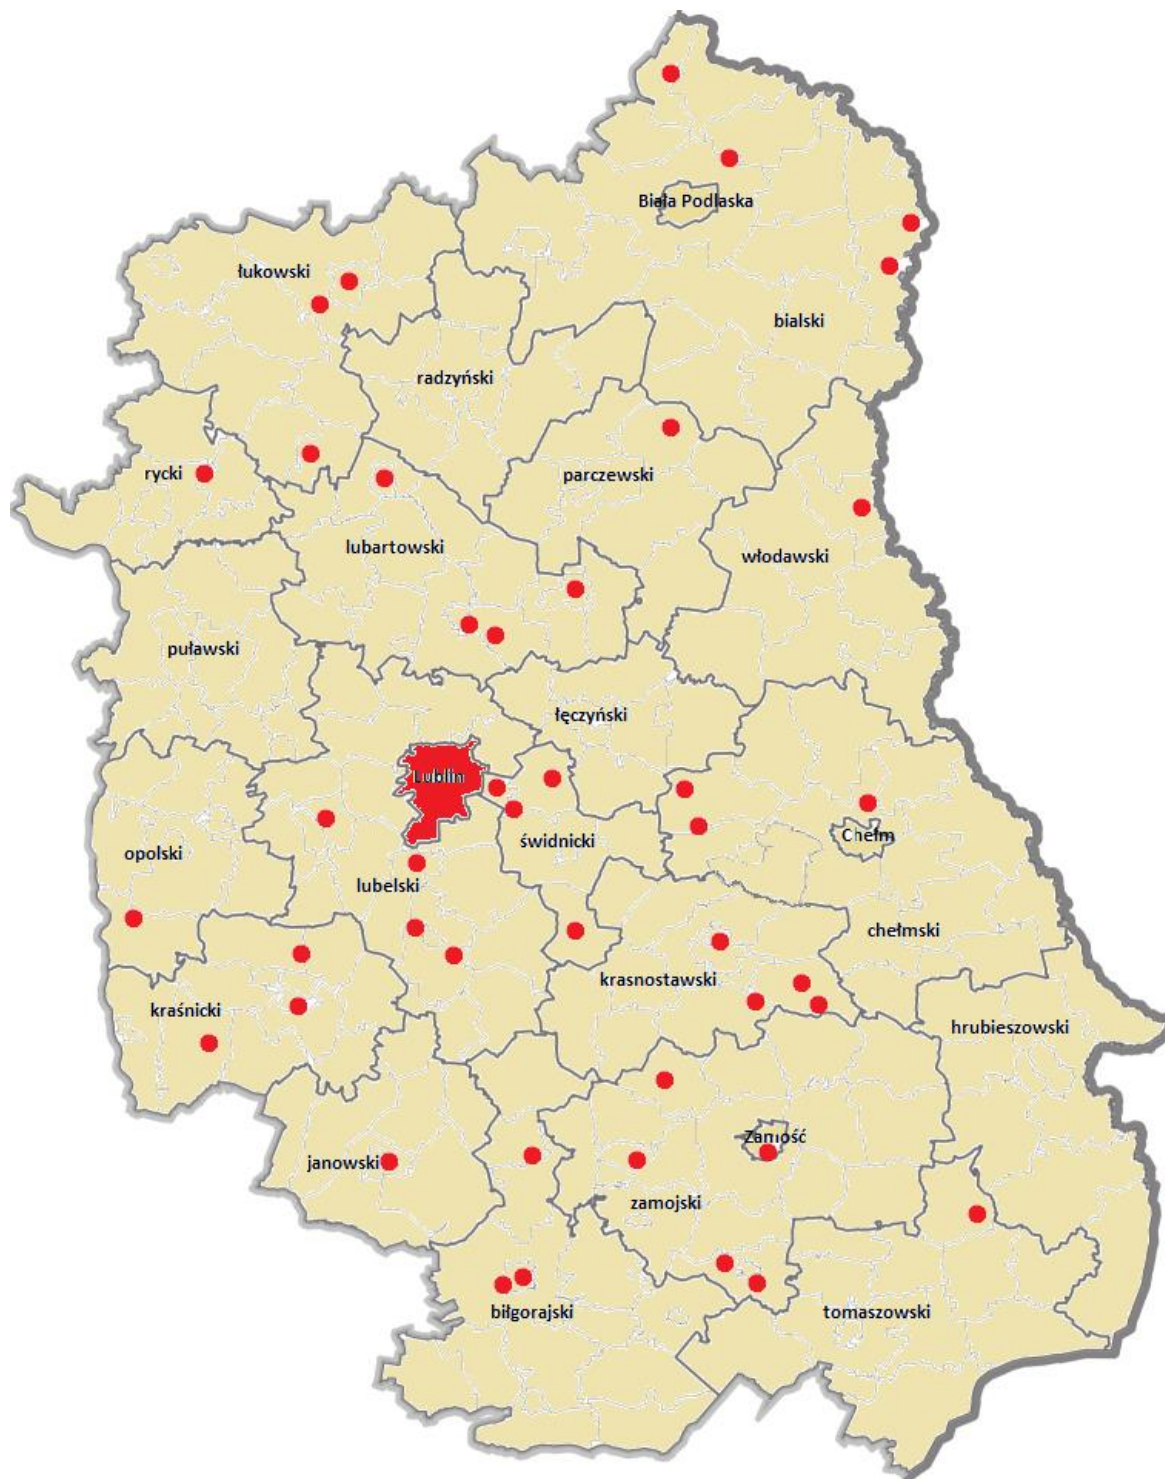 Biała Podlaska
łukowski
bialski
radzyński
rycki
parczewski
lubartowski
włodawski
puławski
łęczyński
Lublin
Chełm
świdnicki
opolski
lubelski
chełmski
krasnostawski
kraśnicki
hrubieszowski
Zamość
janowski
zamojski
biłgorajski
tomaszowski